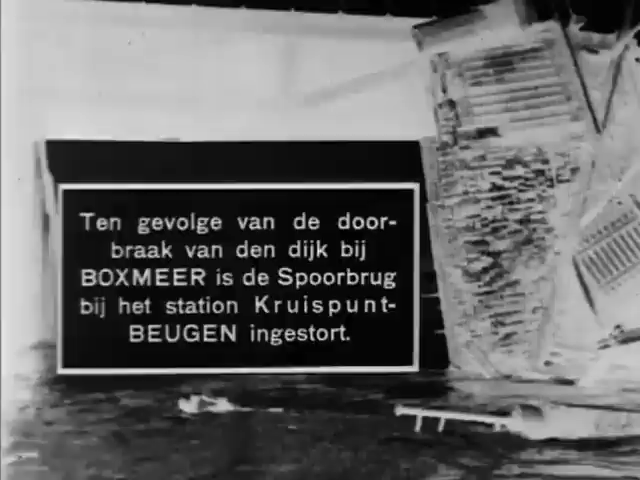 Ten gevolge van de door-
braak van den dijk bij
BOXMEER is de Spoorbrug
bij het station Kruispunt-
BEUGEN ingestort.